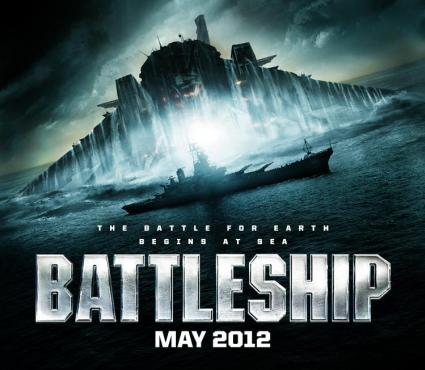 THE BATTLE FOR EARTH
BEGINS AT SEA
BATTLESHIP
MAY 2012